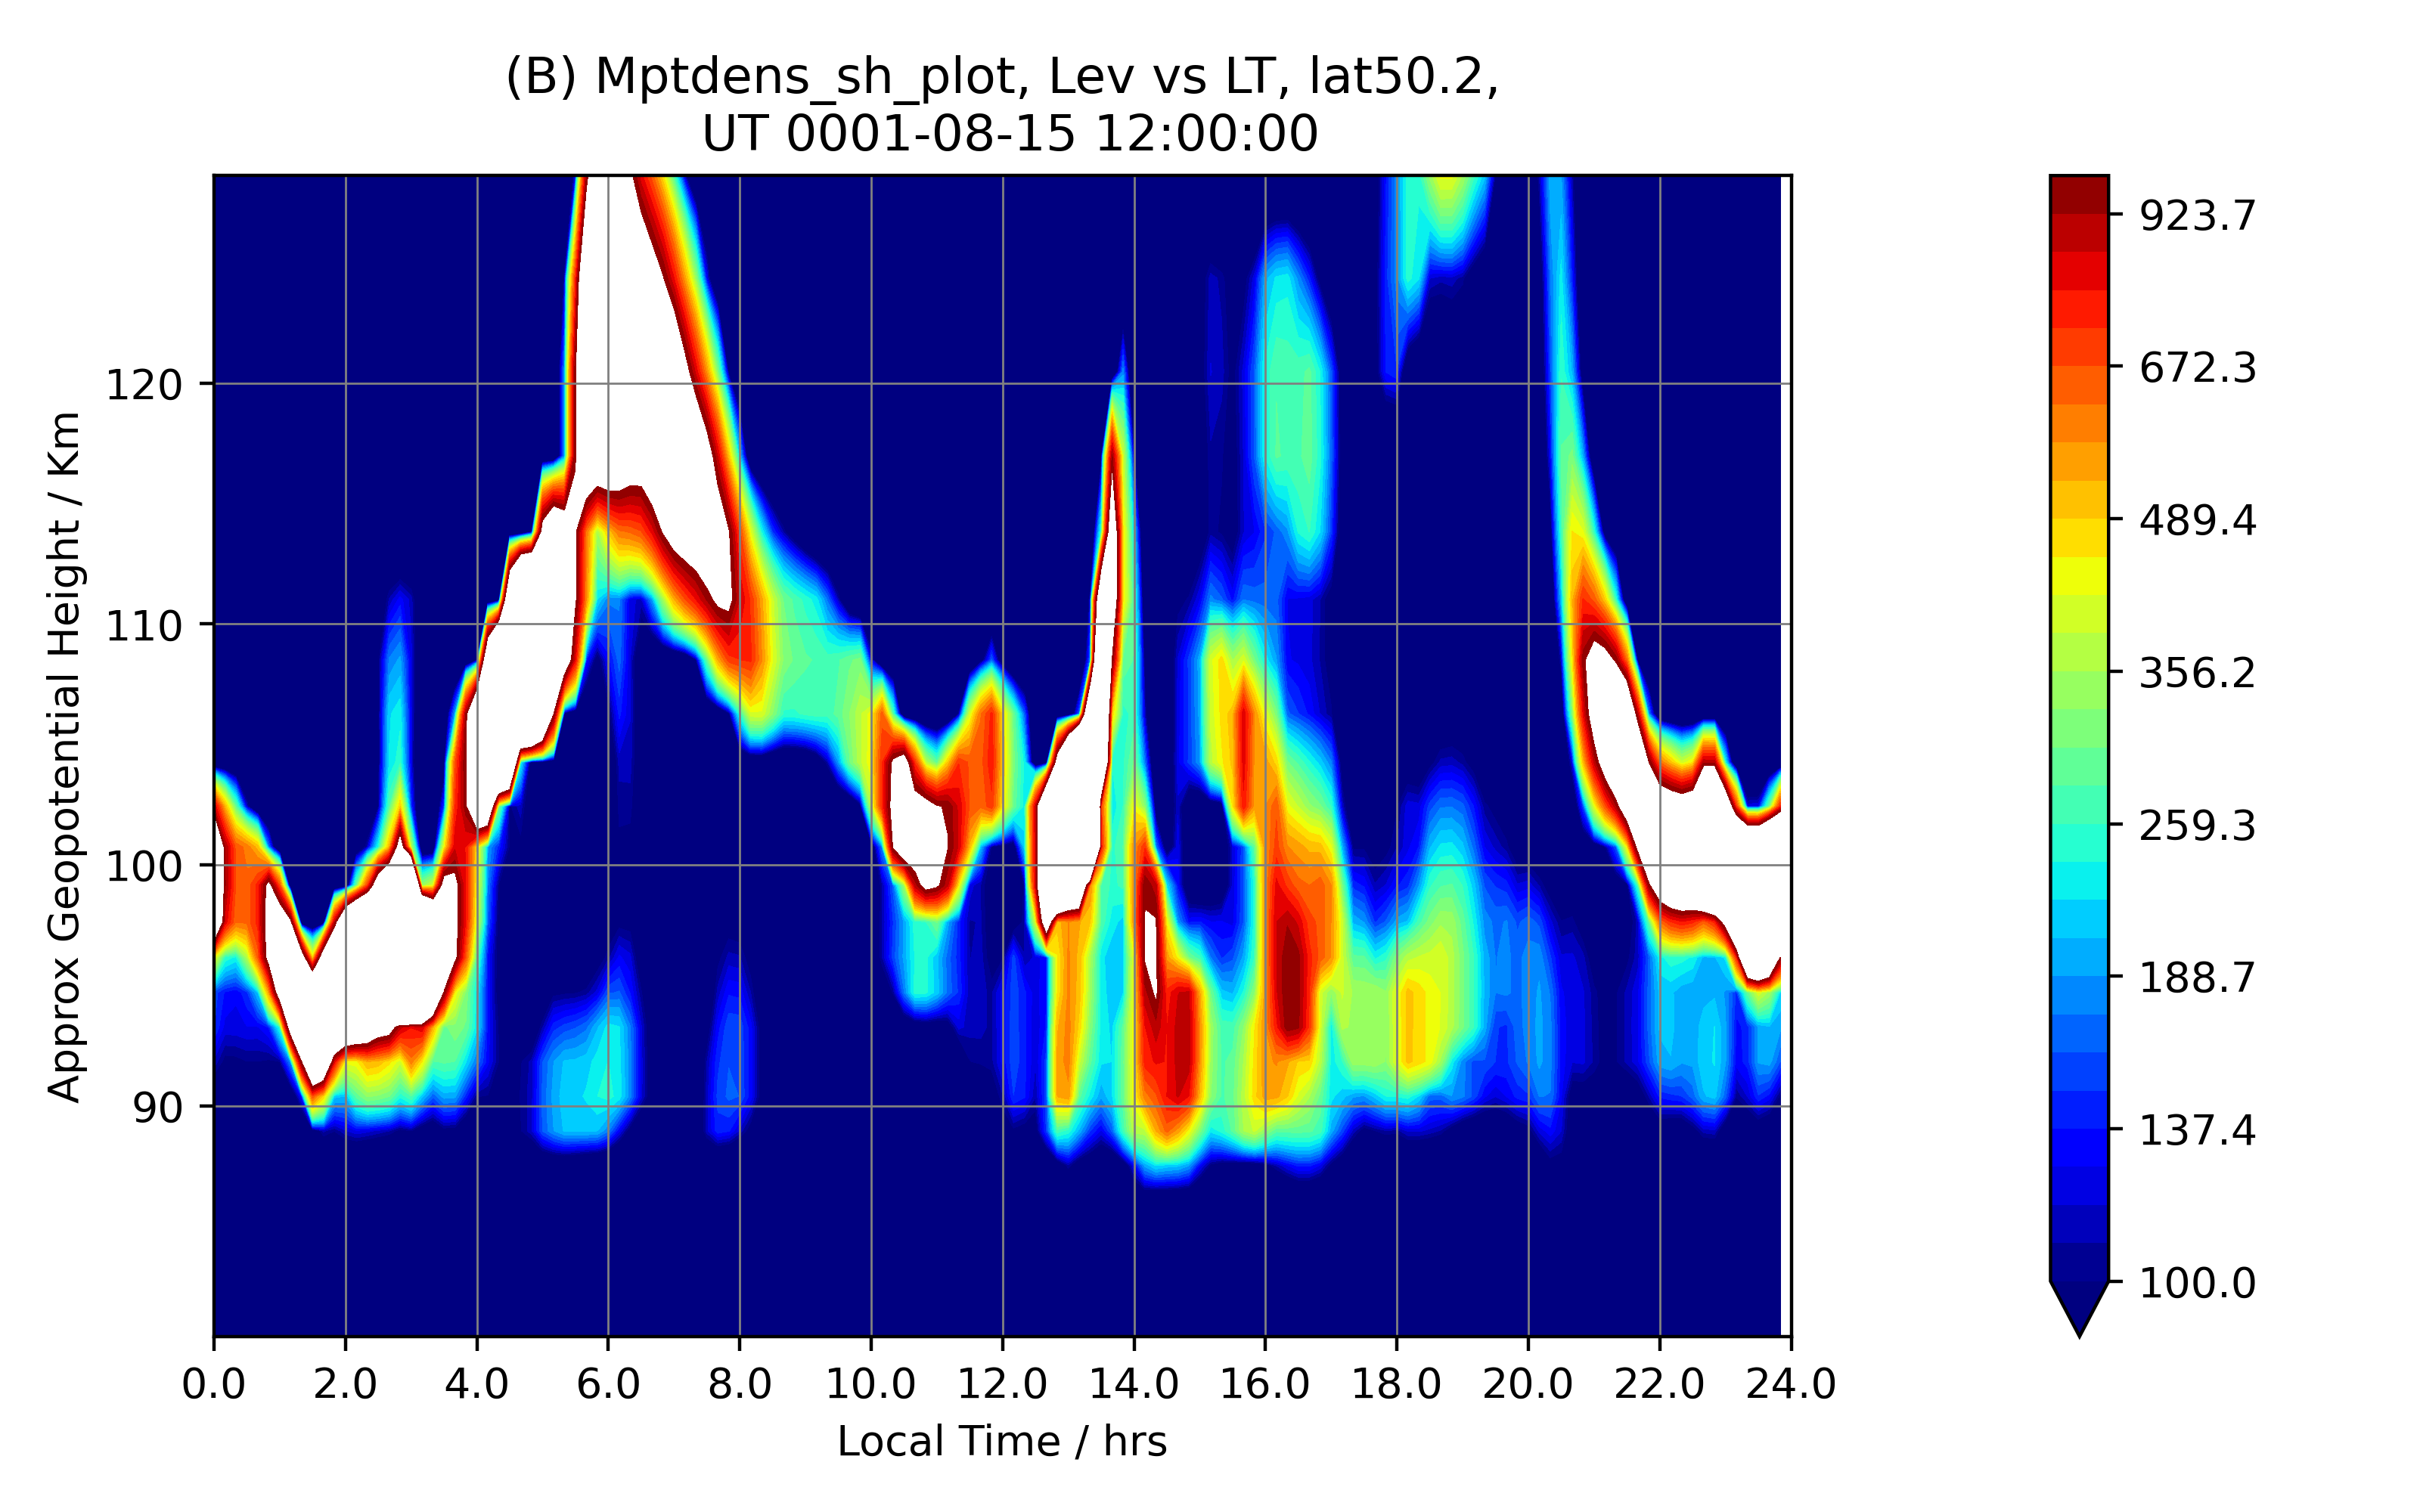 (B) Mptdens_sh_plot, Lev vs LT, lat50.2,
UT 0001-08-15 12:00:00
Approx Geopotential Height / Km
120
110
100
90
0.0 2.0 4.0 6.0 8.0 10.0 12.0 14.0 16.0 18.0 20.0 22.0 24.0
Local Time / hrs
923.7
672.3
489.4
356.2
259.3
188.7
137.4
100.0